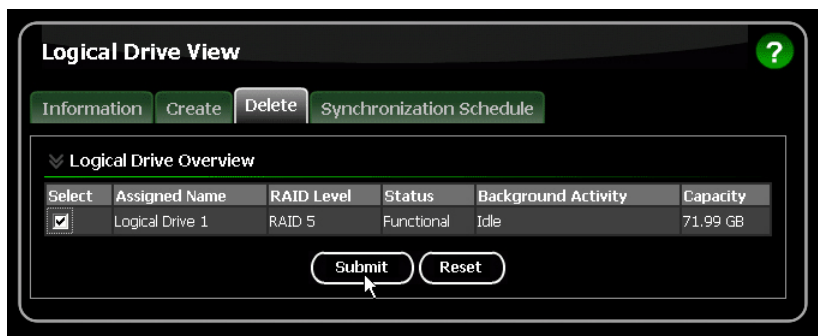 Logical Drive View
?
Information Create Delete Synchronization Schedule
Logical Drive Overview
Select Assigned Name RAID Level Status Background Activity Capacity
Logical Drive 1 RAID 5 Functional Idle 71.99 GB
Submit Reset